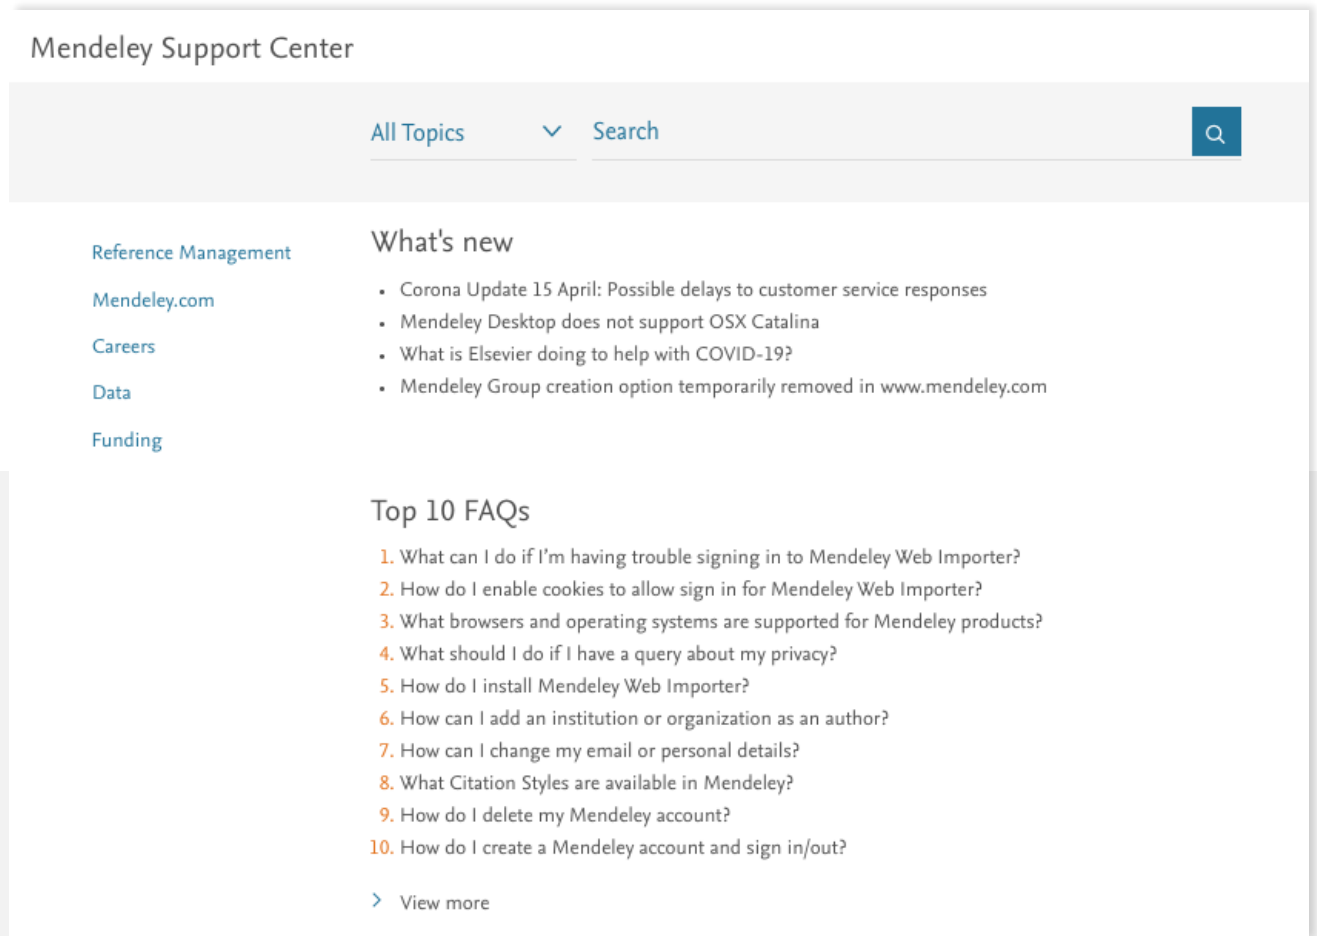 Mendeley Support Center
All Topics
Search
Reference Management
Mendeley.com
Careers
Data
Funding
What's new
• Corona Update 15 April: Possible delays to customer service responses
• Mendeley Desktop does not support OSX Catalina
• What is Elsevier doing to help with COVID-19?
• Mendeley Group creation option temporarily removed in www.mendeley.com
Top 10 FAQs
1. What can I do if I’m having trouble signing in to Mendeley Web Importer?
2. How do I enable cookies to allow sign in for Mendeley Web Importer?
3. What browsers and operating systems are supported for Mendeley products?
4. What should I do if I have a query about my privacy?
5. How do I install Mendeley Web Importer?
6. How can I add an institution or organization as an author?
7. How can I change my email or personal details?
8. What Citation Styles are available in Mendeley?
9. How do I delete my Mendeley account?
10. How do I create a Mendeley account and sign in/out?
View more